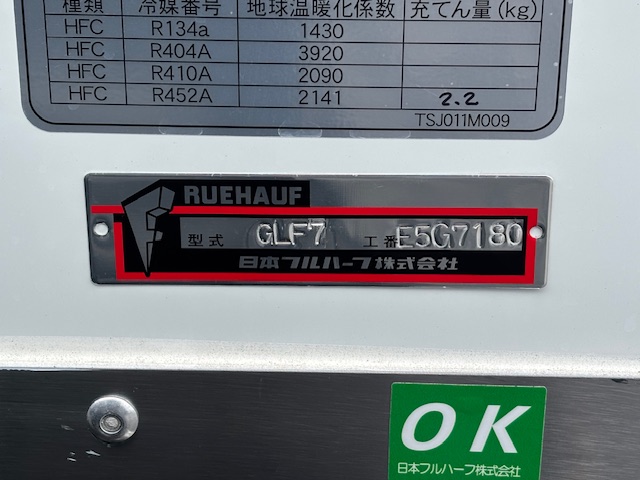 種類 冷媒番号 地球温暖化係数 充てん量(kg)
HFC R134a 1430
HFC R404A 3920
HFC R410A 2090
HFC R452A 2141 2.2
TSJ011M009
FRUEHAUF
型式 GLF7 工番 E5G7180
日本フルハーフ株式会社
OK
日本フルハーフ株式会社